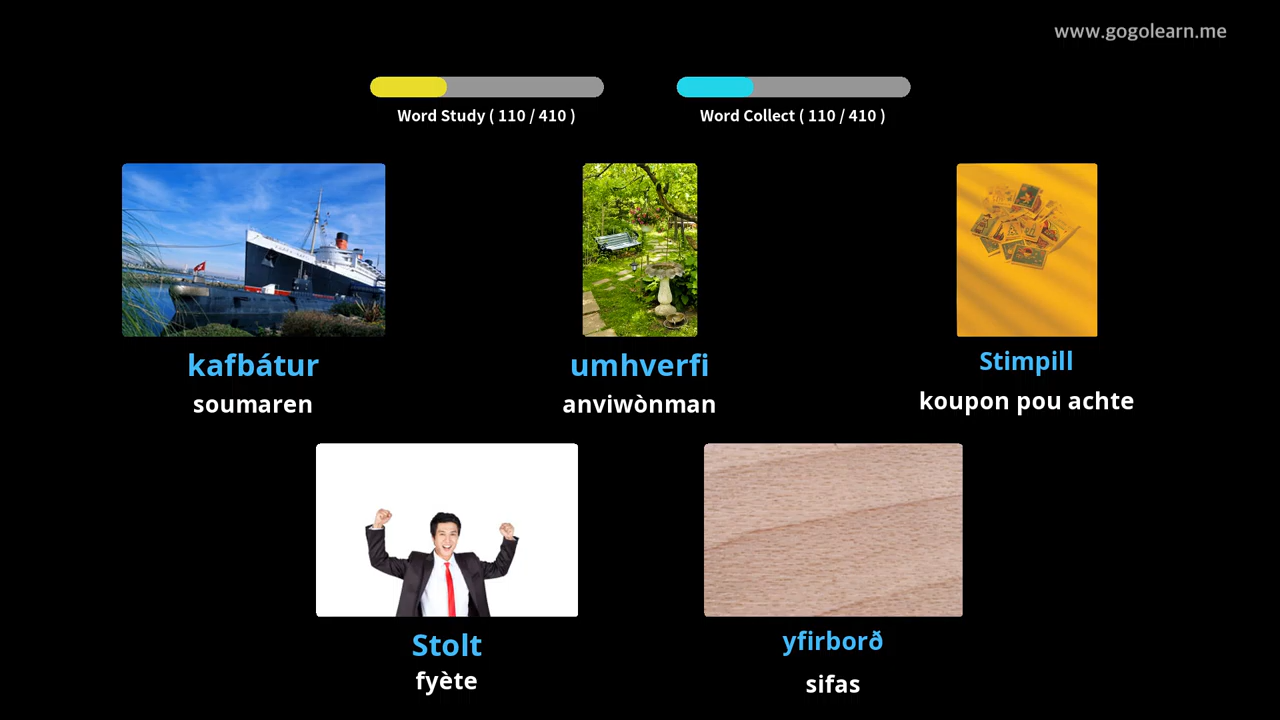 www.gogolearn.me
Word Study ( 110 / 410 )
Word Collect ( 110 / 410 )
kafbátur
soumaren
umhverfi
anviwònman
Stimpill
koupon pou achte
Stolt
fyète
yfirborð
sifas